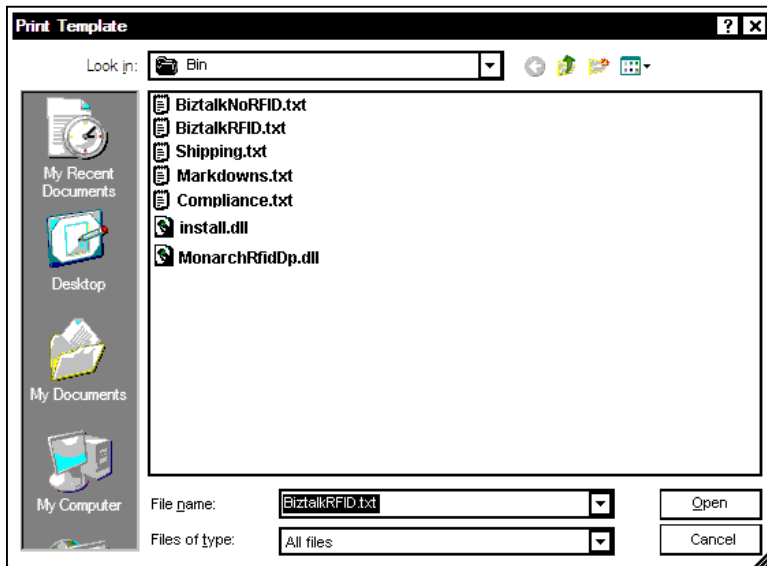 Print Template
Look in: Bin
BiztalkNoRFID.txt
BiztalkRFID.txt
Shipping.txt
Markdowns.txt
Compliance.txt
install.dll
MonarchRfidDp.dll
My Recent
Documents
Desktop
My Documents
My Computer
File name: BiztalkRFID.txt Open
Files of type: All files Cancel